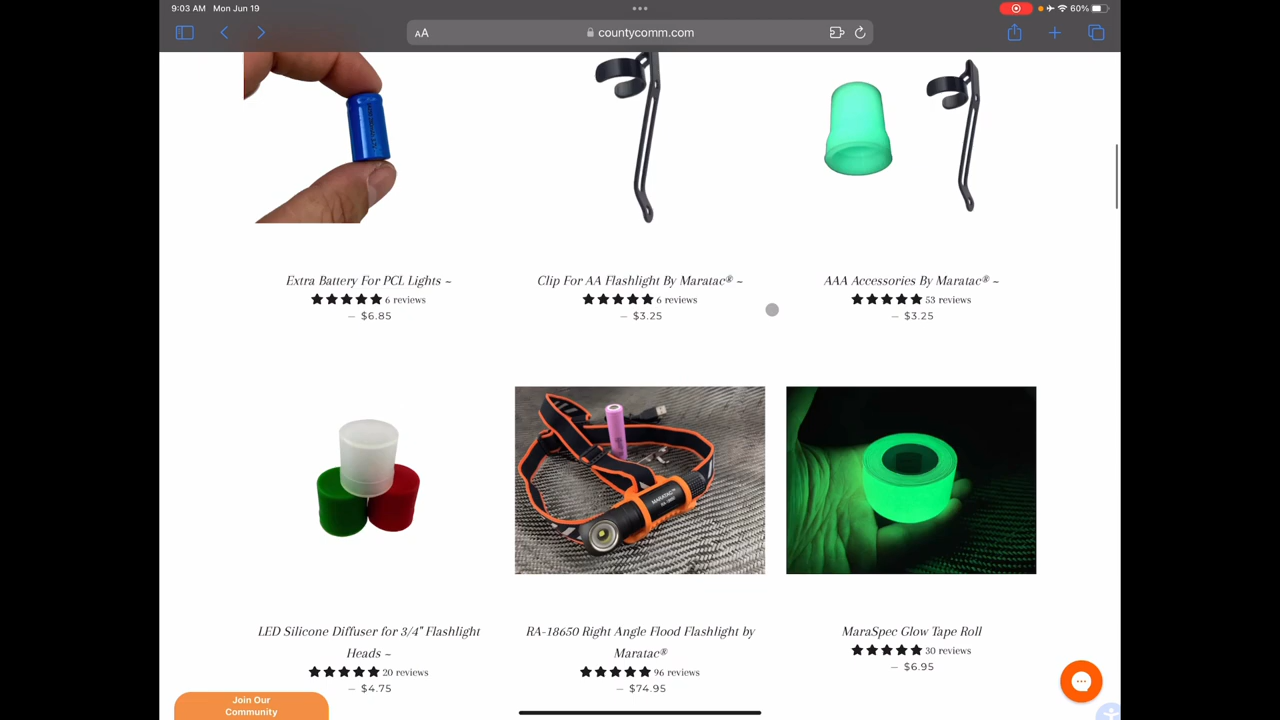 9:03 AM Mon Jun 19
60%
AA
countycomm.com
Extra Battery For PCL Lights ~
6 reviews
– $6.85
Clip For AA Flashlight By Maratac® ~
6 reviews
– $3.25
AAA Accessories By Maratac® ~
53 reviews
– $3.25
MARATAC
LED Silicone Diffuser for 3/4" Flashlight
Heads ~
20 reviews
– $4.75
RA-18650 Right Angle Flood Flashlight by
Maratac®
96 reviews
– $74.95
MaraSpec Glow Tape Roll
30 reviews
– $6.95
Join Our
Community